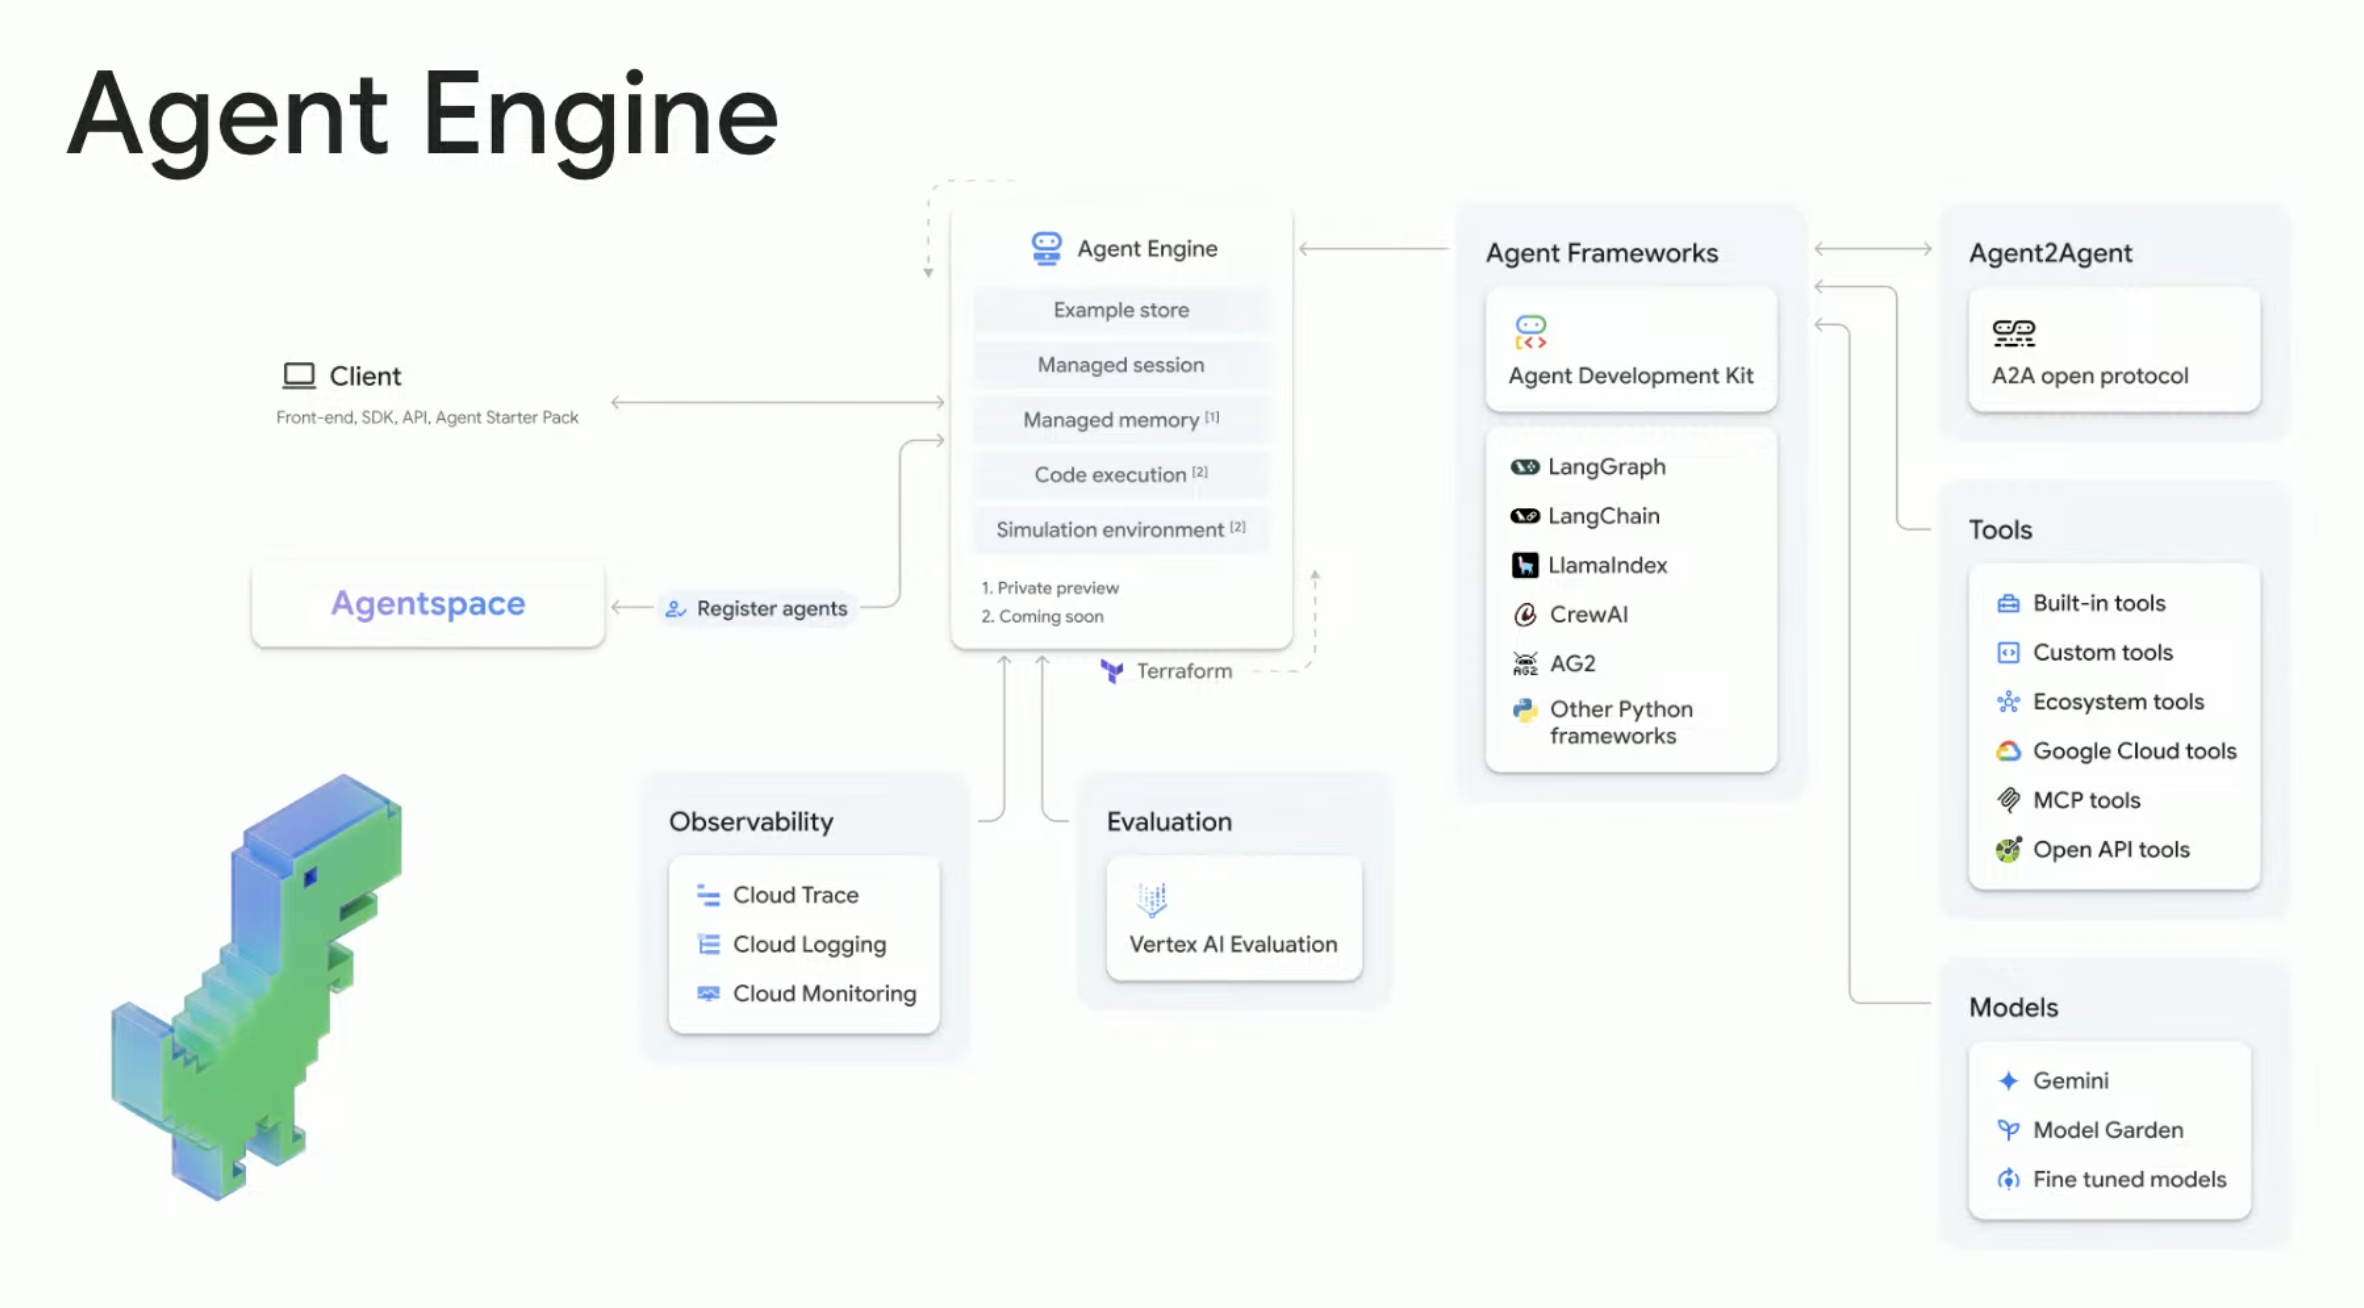 Agent Engine
Agent Engine
Example store
Managed session
Managed memory [1]
Code execution [2]
Simulation environment [2]
1. Private preview
2. Coming soon
Terraform
Client
Front-end, SDK, API, Agent Starter Pack
Agentspace
Register agents
Observability
Cloud Trace
Cloud Logging
Cloud Monitoring
Evaluation
Vertex AI Evaluation
Agent Frameworks
Agent Development Kit
LangGraph
LangChain
LlamaIndex
CrewAI
AG2
AG2
Other Python
frameworks
Agent2Agent
A2A open protocol
Tools
Built-in tools
Custom tools
Ecosystem tools
Google Cloud tools
MCP tools
Open API tools
Models
Gemini
Model Garden
Fine tuned models